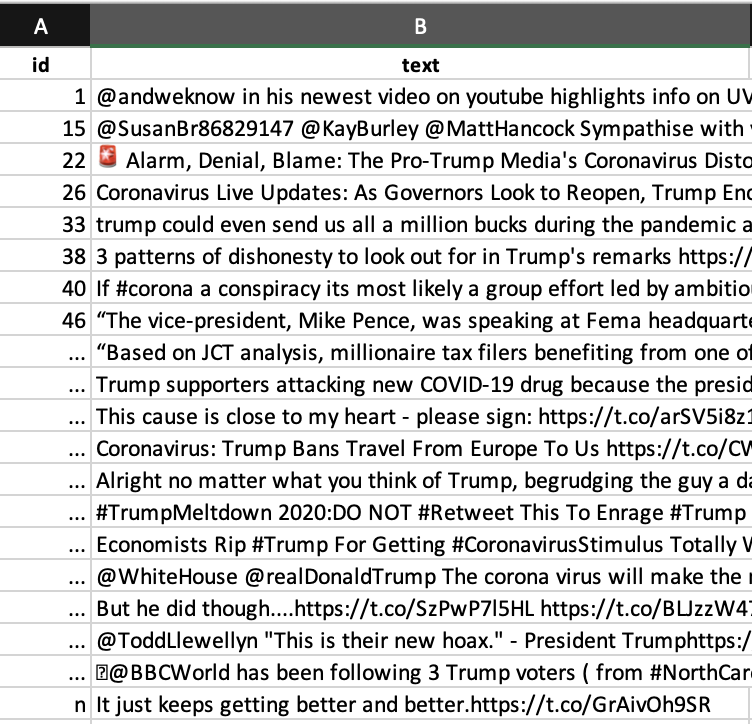 A B
id text
1 @andweknow in his newest video on youtube highlights info on UV
15 @SusanBr86829147 @KayBurley @MattHancock Sympathise with
22 🚨 Alarm, Denial, Blame: The Pro-Trump Media's Coronavirus Disto
26 Coronavirus Live Updates: As Governors Look to Reopen, Trump End
33 trump could even send us all a million bucks during the pandemic a
38 3 patterns of dishonesty to look out for in Trump's remarks https://
40 If #corona a conspiracy its most likely a group effort led by ambitio
46 “The vice-president, Mike Pence, was speaking at Fema headquarte
... “Based on JCT analysis, millionaire tax filers benefiting from one of
... Trump supporters attacking new COVID-19 drug because the presid
... This cause is close to my heart - please sign: https://t.co/arSV5i8z1
... Coronavirus: Trump Bans Travel From Europe To Us https://t.co/CW
... Alright no matter what you think of Trump, begrudging the guy a da
... #TrumpMeltdown 2020:DO NOT #Retweet This To Enrage #Trump
... Economists Rip #Trump For Getting #CoronavirusStimulus Totally W
... @WhiteHouse @realDonaldTrump The corona virus will make the
... But he did though....https://t.co/SzPwP7l5HL https://t.co/BLJzzW47
... @ToddLlewellyn "This is their new hoax." - President Trumphttps:/
... @BBCWorld has been following 3 Trump voters ( from #NorthCar
n It just keeps getting better and better.https://t.co/GrAivOh9SR